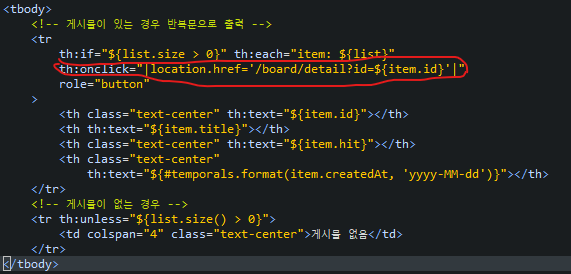 <tbody>
<!-- 게시물이 있는 경우 반복문으로 출력 -->
<tr
th:if="${list.size > 0}" th:each="item: ${list}"
th:onclick="|location.href='/board/detail?id=${item.id}'|"
role="button"
>
<th class="text-center" th:text="${item.id}"></th>
<th th:text="${item.title}"></th>
<th class="text-center" th:text="${item.hit}"></th>
<th class="text-center"
th:text="${#temporals.format(item.createdAt, 'yyyy-MM-dd')}"></th>
</tr>
<!-- 게시물이 없는 경우 -->
<tr th:unless="${list.size() > 0}">
<td colspan="4" class="text-center">게시물 없음</td>
</tr>
</tbody>